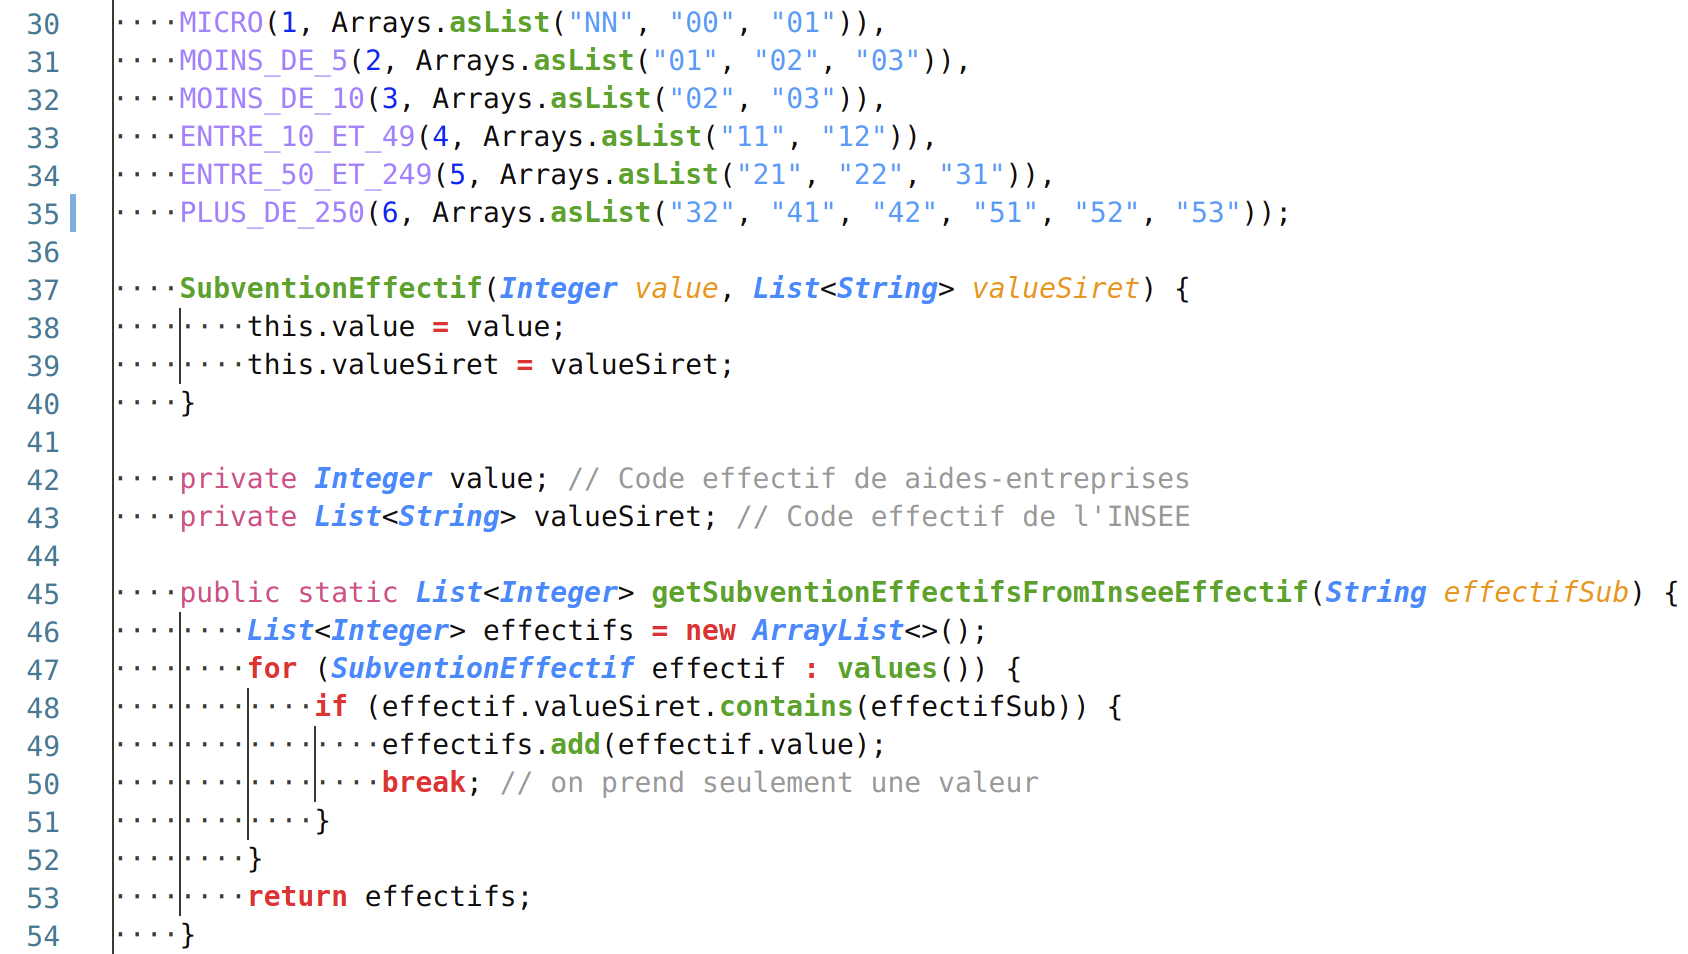 30 ····MICRO(1, Arrays.asList("NN", "00", "01")),
31 ····MOINS_DE_5(2, Arrays.asList("01", "02", "03")),
32 ····MOINS_DE_10(3, Arrays.asList("02", "03")),
33 ····ENTRE_10_ET_49(4, Arrays.asList("11", "12")),
34 ····ENTRE_50_ET_249(5, Arrays.asList("21", "22", "31")),
35 ····PLUS_DE_250(6, Arrays.asList("32", "41", "42", "51", "52", "53"));
36
37 ····SubventionEffectif(Integer value, List<String> valueSiret) {
38 ········this.value = value;
39 ········this.valueSiret = valueSiret;
40 ····}
41
42 ····private Integer value; // Code effectif de aides-entreprises
43 ····private List<String> valueSiret; // Code effectif de l'INSEE
44
45 ····public static List<Integer> getSubventionEffectifsFromInseeEffectif(String effectifSub) {
46 ········List<Integer> effectifs = new ArrayList<>();
47 ········for (SubventionEffectif effectif : values()) {
48 ············if (effectif.valueSiret.contains(effectifSub)) {
49 ················effectifs.add(effectif.value);
50 ················break; // on prend seulement une valeur
51 ············}
52 ········}
53 ········return effectifs;
54 ····}